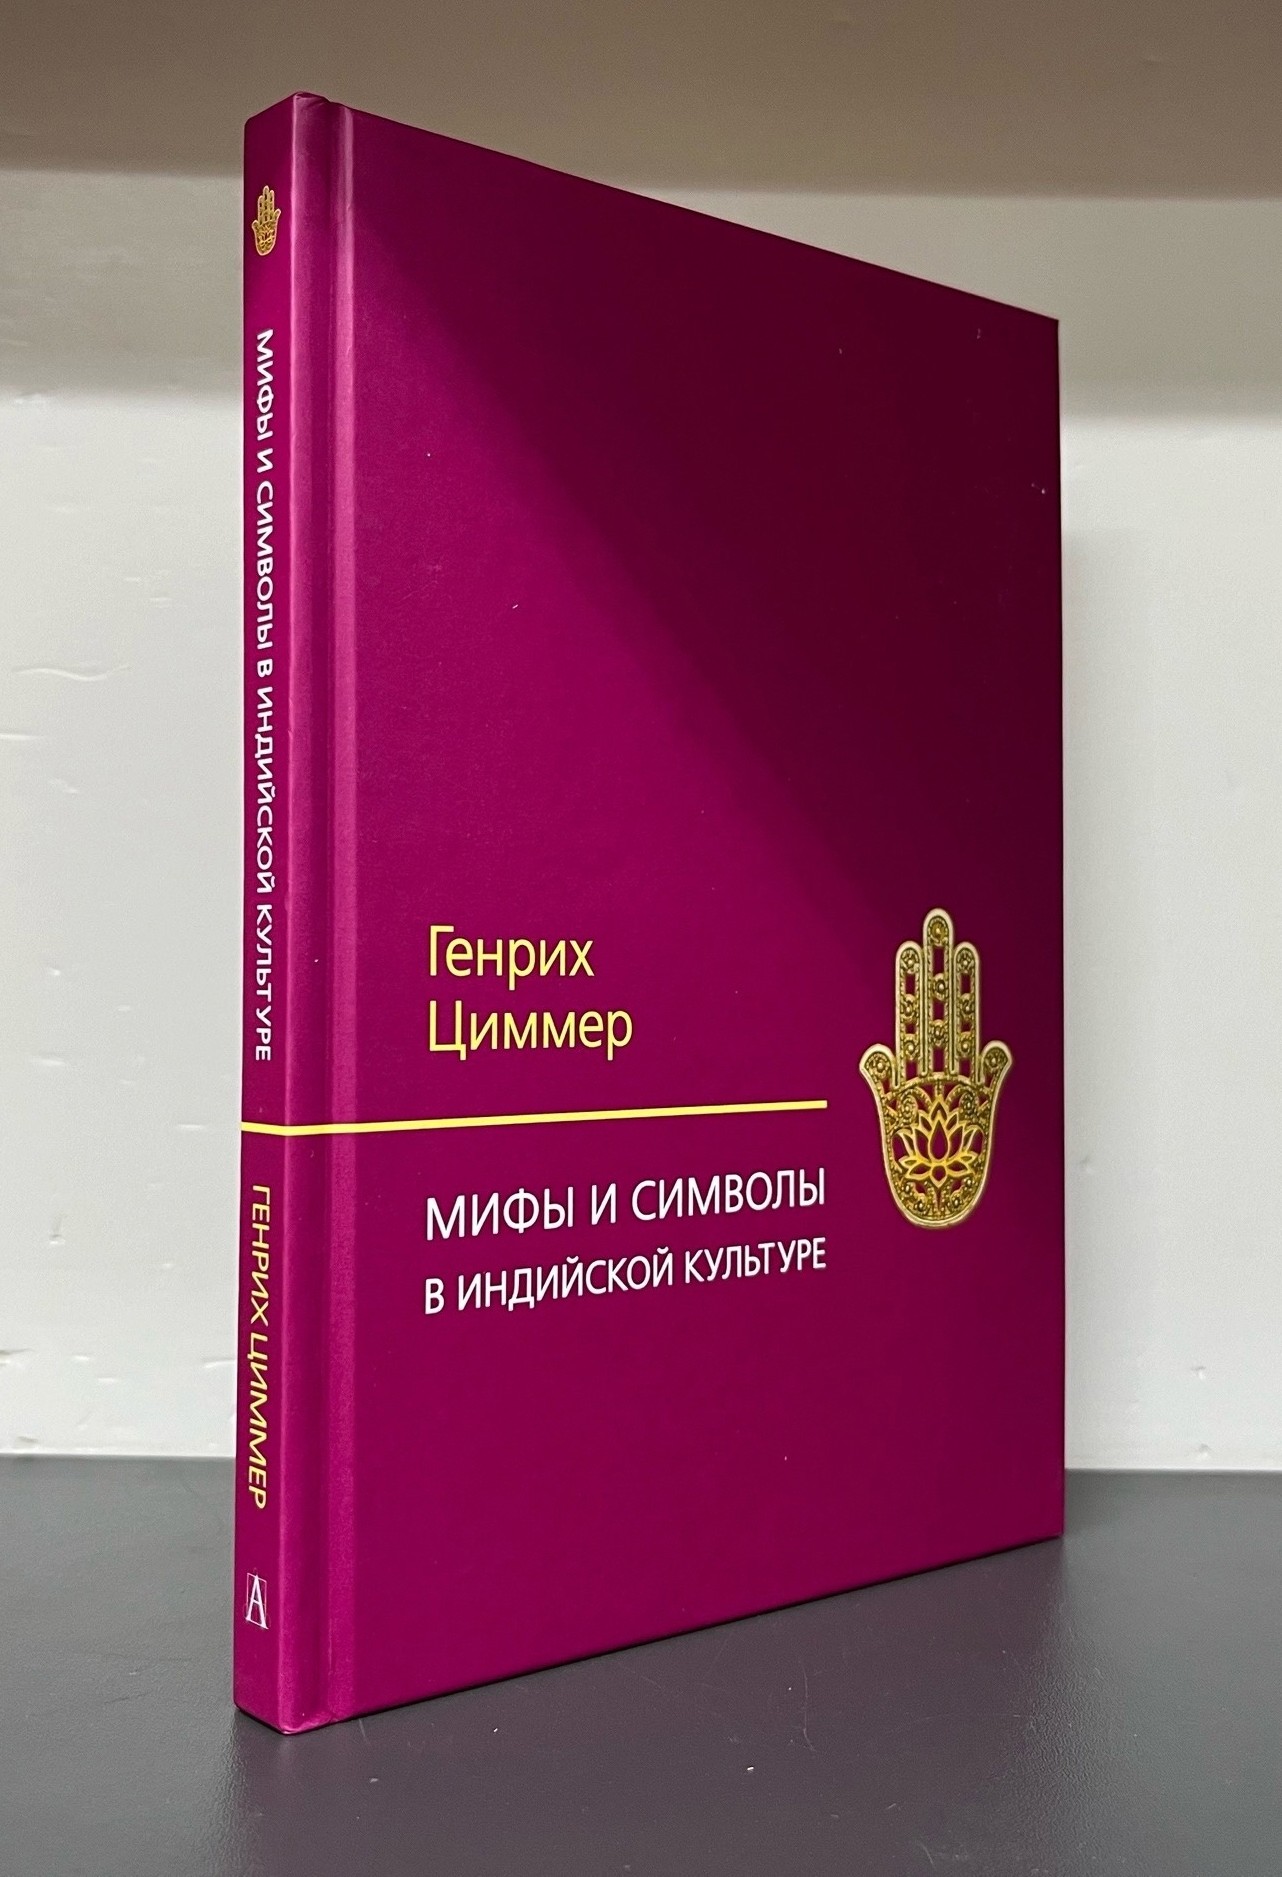 МИФЫ И СИМВОЛЫ В ИНДИЙСКОЙ КУЛЬТУРЕ
ГЕНРИХ ЦИММЕР
А
Генрих
Циммер
МИФЫ И СИМВОЛЫ
В ИНДИЙСКОЙ КУЛЬТУРЕ